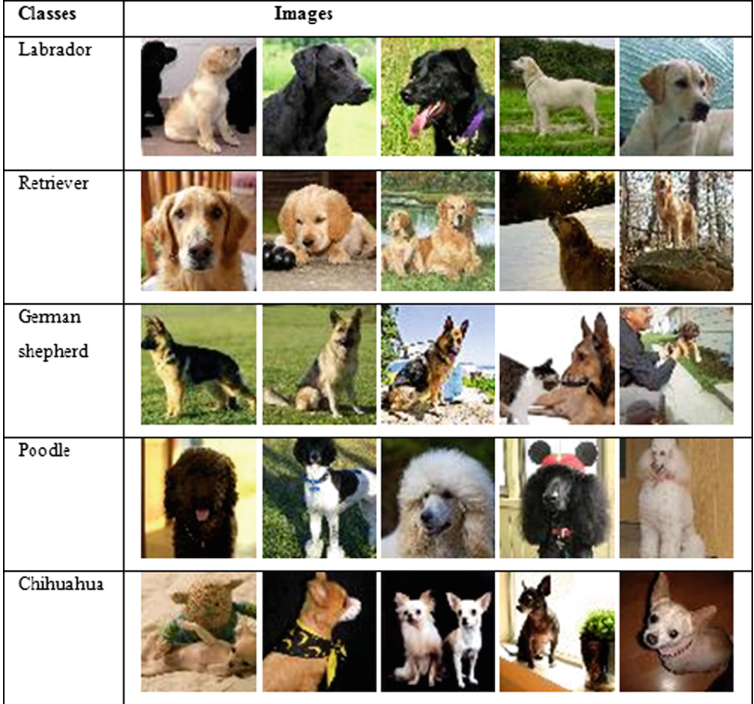 Classes Images
Labrador
Retriever
German
shepherd
Poodle
Chihuahua